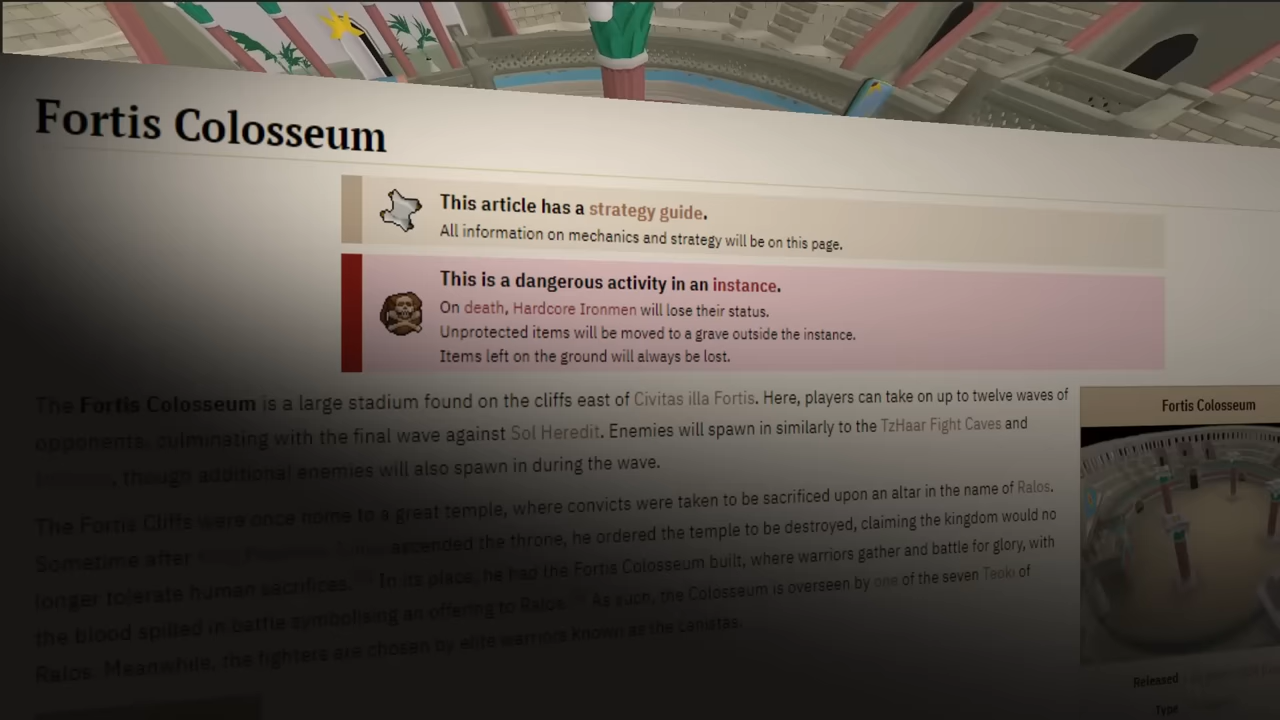 Fortis Colosseum
This article has a strategy guide.
All information on mechanics and strategy will be on this page.
This is a dangerous activity in an instance.
On death, Hardcore Ironmen will lose their status.
Unprotected items will be moved to a grave outside the instance.
Items left on the ground will always be lost.
The Fortis Colosseum is a large stadium found on the cliffs east of Civitas illa Fortis. Here, players can take on up to twelve waves of
opponents, culminating with the final wave against Sol Heredit. Enemies will spawn in similarly to the TzHaar Fight Caves and
, though additional enemies will also spawn in during the wave.
The Fortis Cliffs were once home to a great temple, where convicts were taken to be sacrificed upon an altar in the name of Ralos.
Sometime after ascended the throne, he ordered the temple to be destroyed, claiming the kingdom would no
longer tolerate human sacrifices. In its place, he had the Fortis Colosseum built, where warriors gather and battle for glory, with
the blood spilled in battle symbolising an offering to Ralos. As such, the Colosseum is overseen by one of the seven Teoki of
Ralos. Meanwhile, the fighters are chosen by elite warriors known as the Lanistas.
Fortis Colosseum
Released
Type